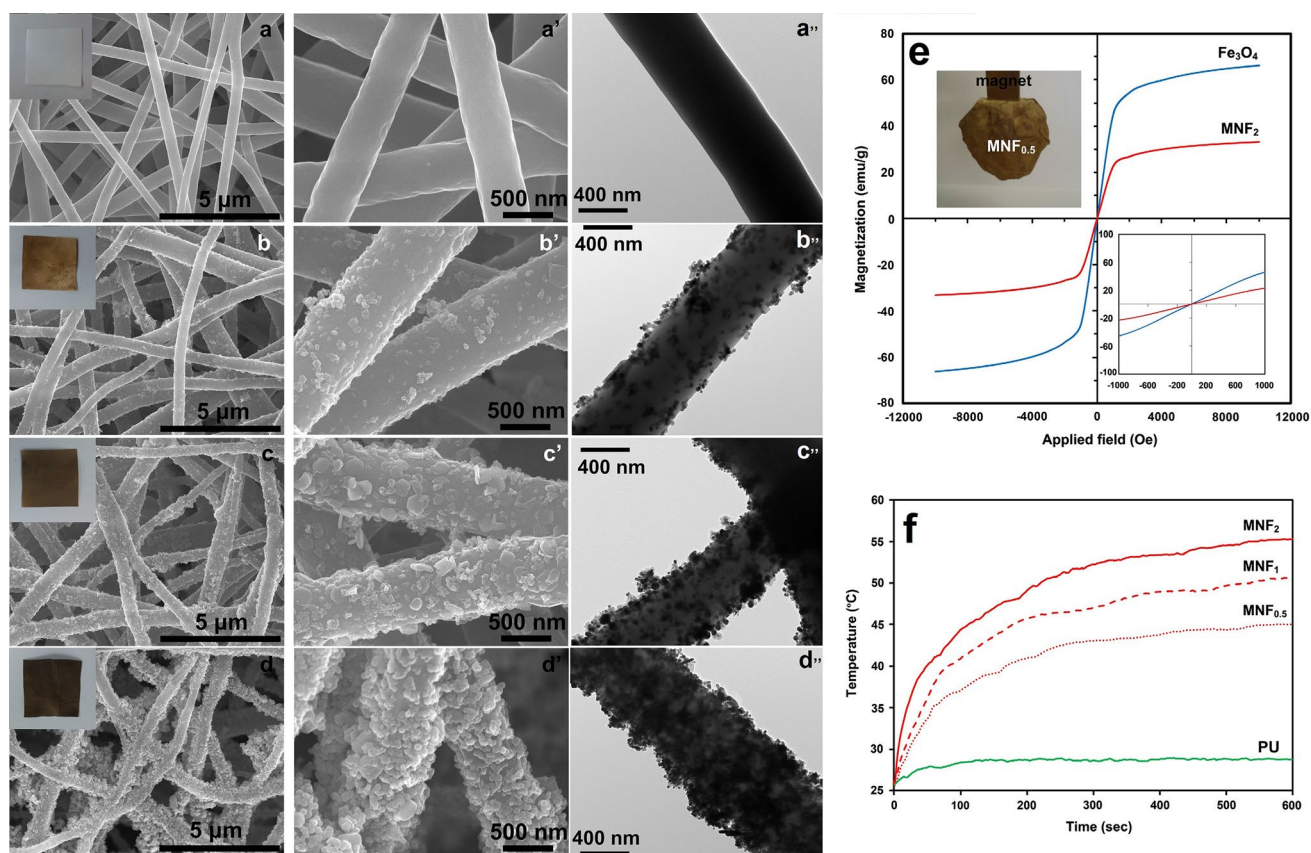 a
5 µm
a'
500 nm
a"
400 nm
b
5 µm
b'
500 nm
400 nm
b"
c
5 µm
c'
500 nm
400 nm
c"
d
5 µm
d'
500 nm
d"
400 nm
e
80
60
40
20
0
-20
-40
-60
-80
-12000 -8000 -4000 0 4000 8000 12000
Magnetization (emu/g)
Applied field (Oe)
magnet
MNF0.5
Fe3O4
MNF2
100
60
20
-20
-60
-100
-1000 -600 -200 200 600 1000
f
60
55
50
45
40
35
30
25
0 100 200 300 400 500 600
Temperature (°C)
Time (sec)
MNF2
MNF1
MNF0.5
PU